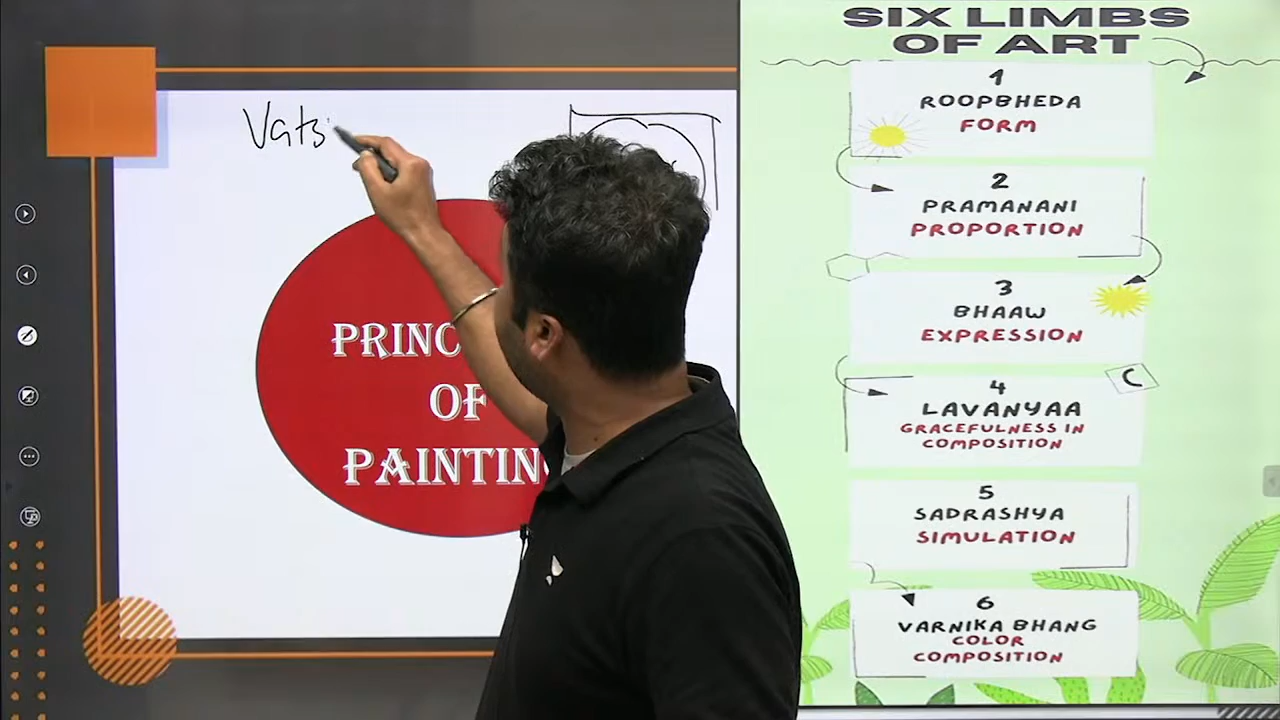 Vats
PRINC
OF
PAINTING
SIX LIMBS
OF ART
1
ROOPBHEDA
FORM
2
PRAMANANI
PROPORTION
3
BHAAW
EXPRESSION
4
LAVANYAA
GRACEFULNESS IN
COMPOSITION
C
5
SADRASHYA
SIMULATION
6
VARNIKA BHANG
COLOR
COMPOSITION